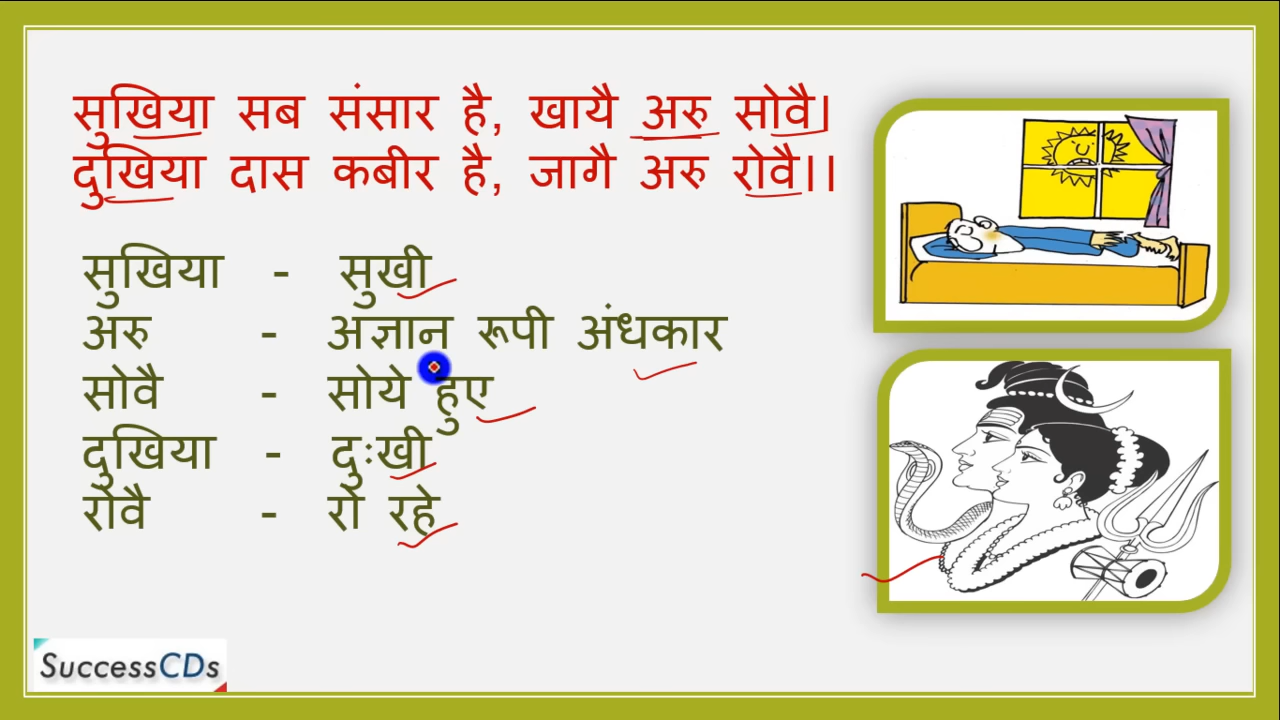 सुखिया सब संसार है, खायै अरु सोवै।
दुखिया दास कबीर है, जागै अरु रोवै।।
सुखिया - सुखी
अरु - अज्ञान रूपी अंधकार
सोवै - सोये हुए
दुखिया - दुःखी
रोवै - रो रहे
SuccessCDs